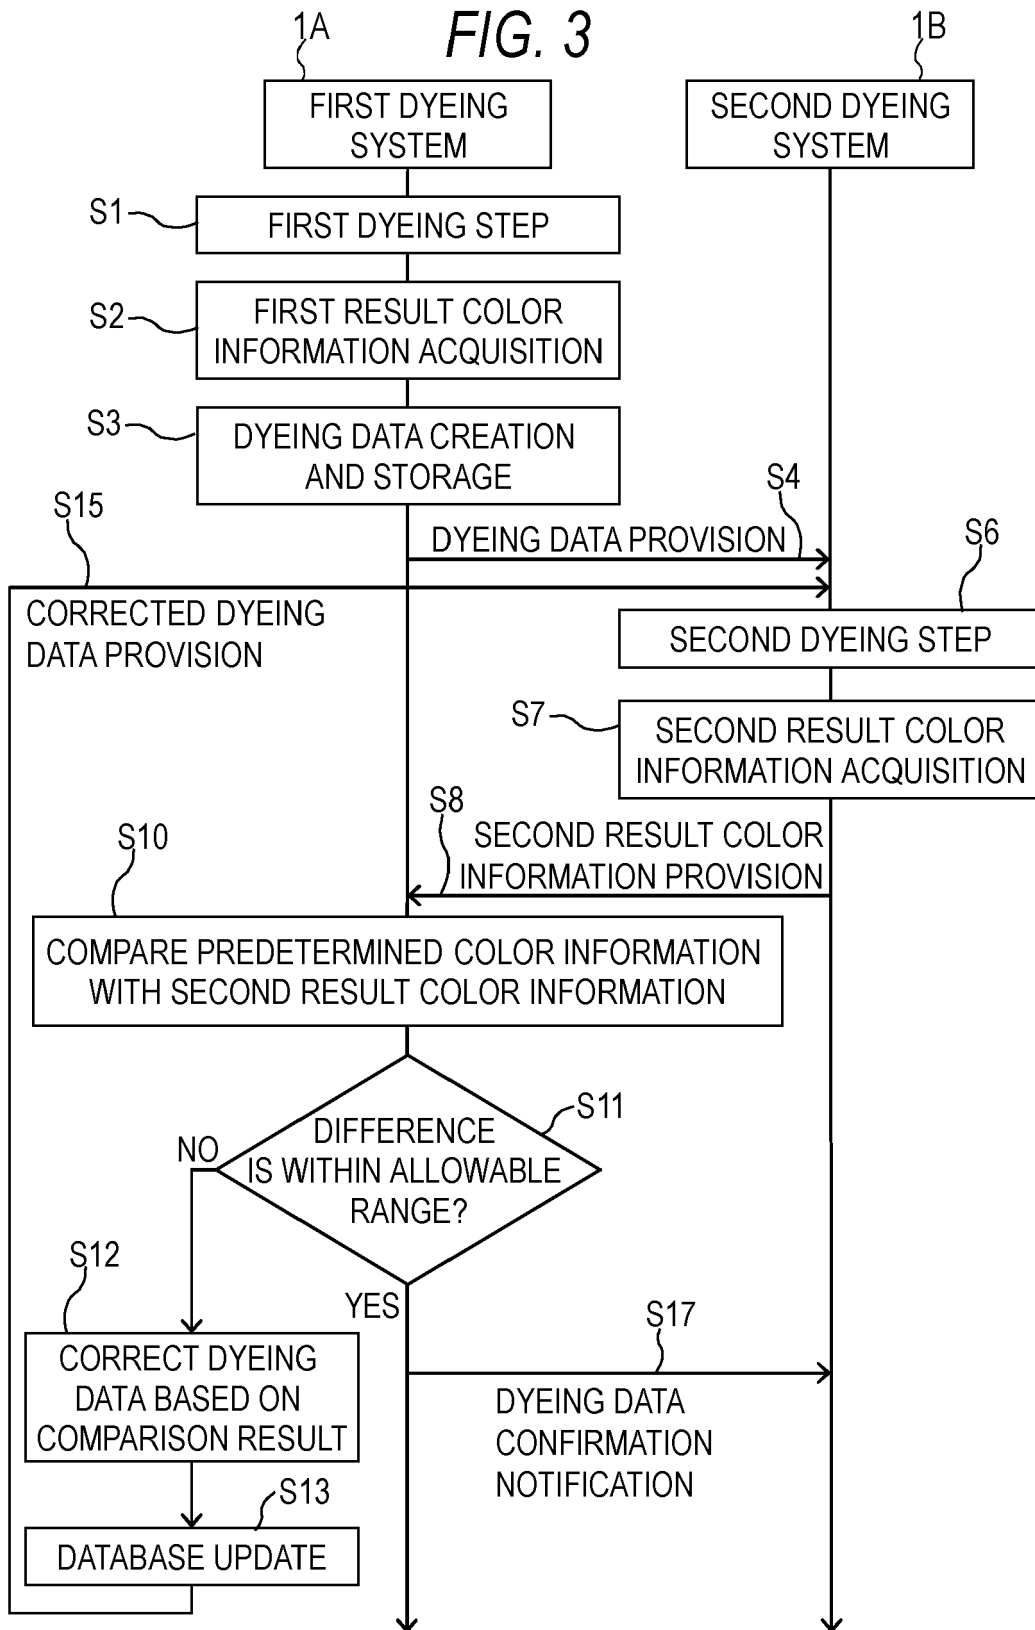 FIG. 3
1A
1B
FIRST DYEING
SYSTEM
SECOND DYEING
SYSTEM
S1
FIRST DYEING STEP
S2
FIRST RESULT COLOR
INFORMATION ACQUISITION
S3
DYEING DATA CREATION
AND STORAGE
S4
DYEING DATA PROVISION
S15
CORRECTED DYEING
DATA PROVISION
S6
SECOND DYEING STEP
S7
SECOND RESULT COLOR
INFORMATION ACQUISITION
S8
SECOND RESULT COLOR
INFORMATION PROVISION
S10
COMPARE PREDETERMINED COLOR INFORMATION
WITH SECOND RESULT COLOR INFORMATION
S11
DIFFERENCE
IS WITHIN ALLOWABLE
RANGE?
NO
YES
S12
CORRECT DYEING
DATA BASED ON
COMPARISON RESULT
S13
DATABASE UPDATE
S17
DYEING DATA
CONFIRMATION
NOTIFICATION